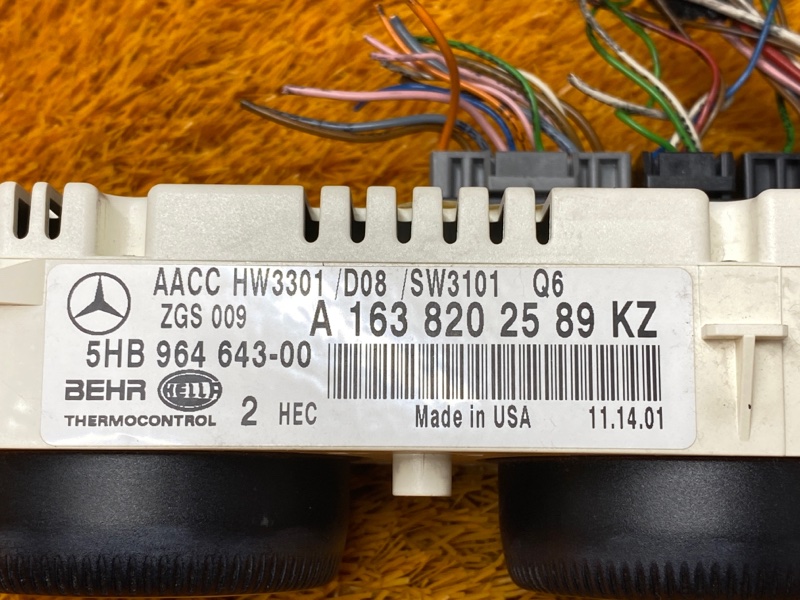 AACC HW3301 /D08 /SW3101 Q6
ZGS 009 A 163 820 25 89 KZ
5HB 964 643-00
BEHR HELLA
THERMOCONTROL 2 HEC Made in USA 11.14.01